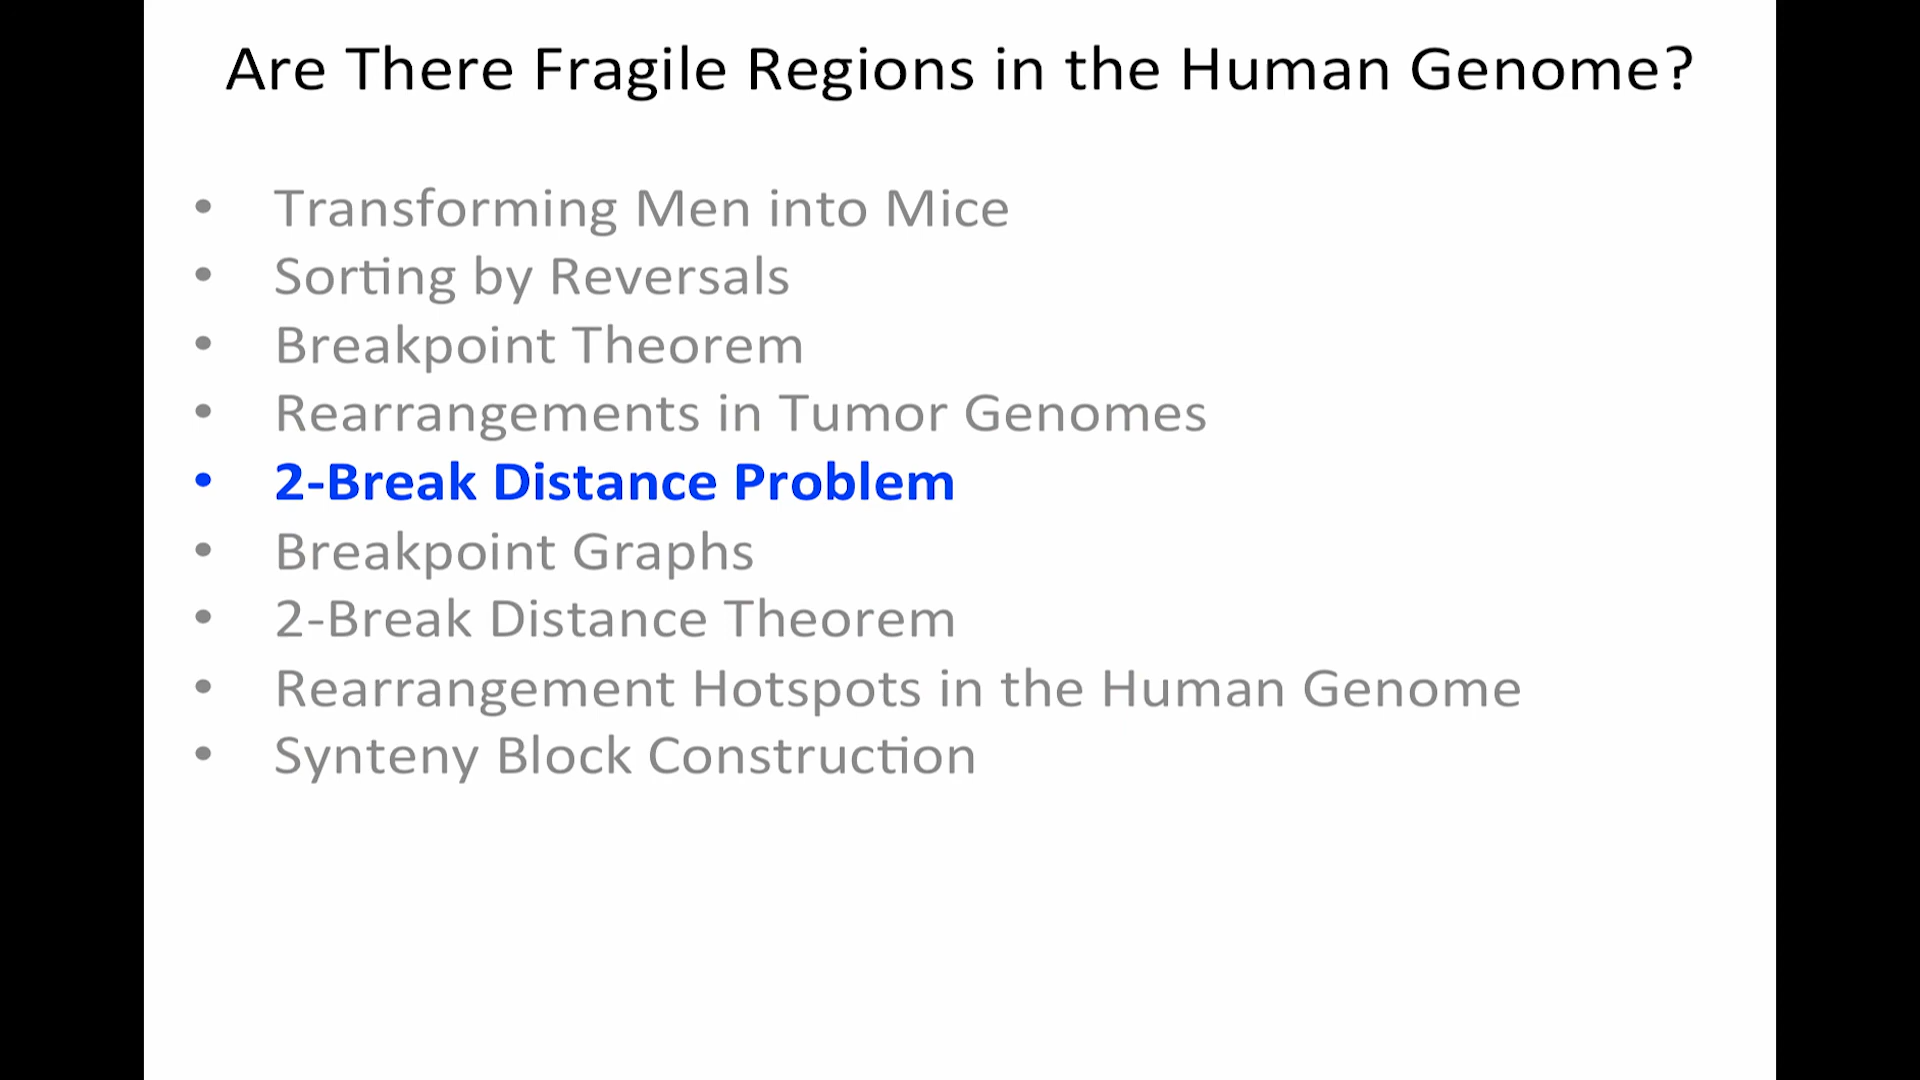 Are There Fragile Regions in the Human Genome?
• Transforming Men into Mice
• Sorting by Reversals
• Breakpoint Theorem
• Rearrangements in Tumor Genomes
• 2-Break Distance Problem
• Breakpoint Graphs
• 2-Break Distance Theorem
• Rearrangement Hotspots in the Human Genome
• Synteny Block Construction